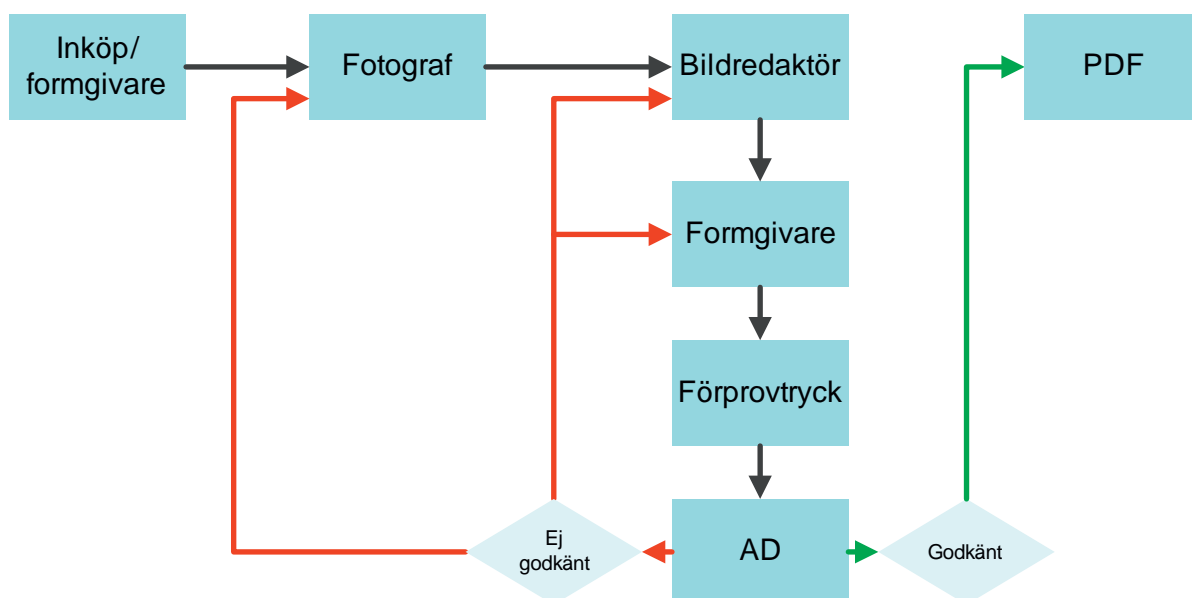 Inköp/
formgivare
Fotograf
Bildredaktör
PDF
Formgivare
Förprovtryck
Ej
godkänt
AD
Godkänt